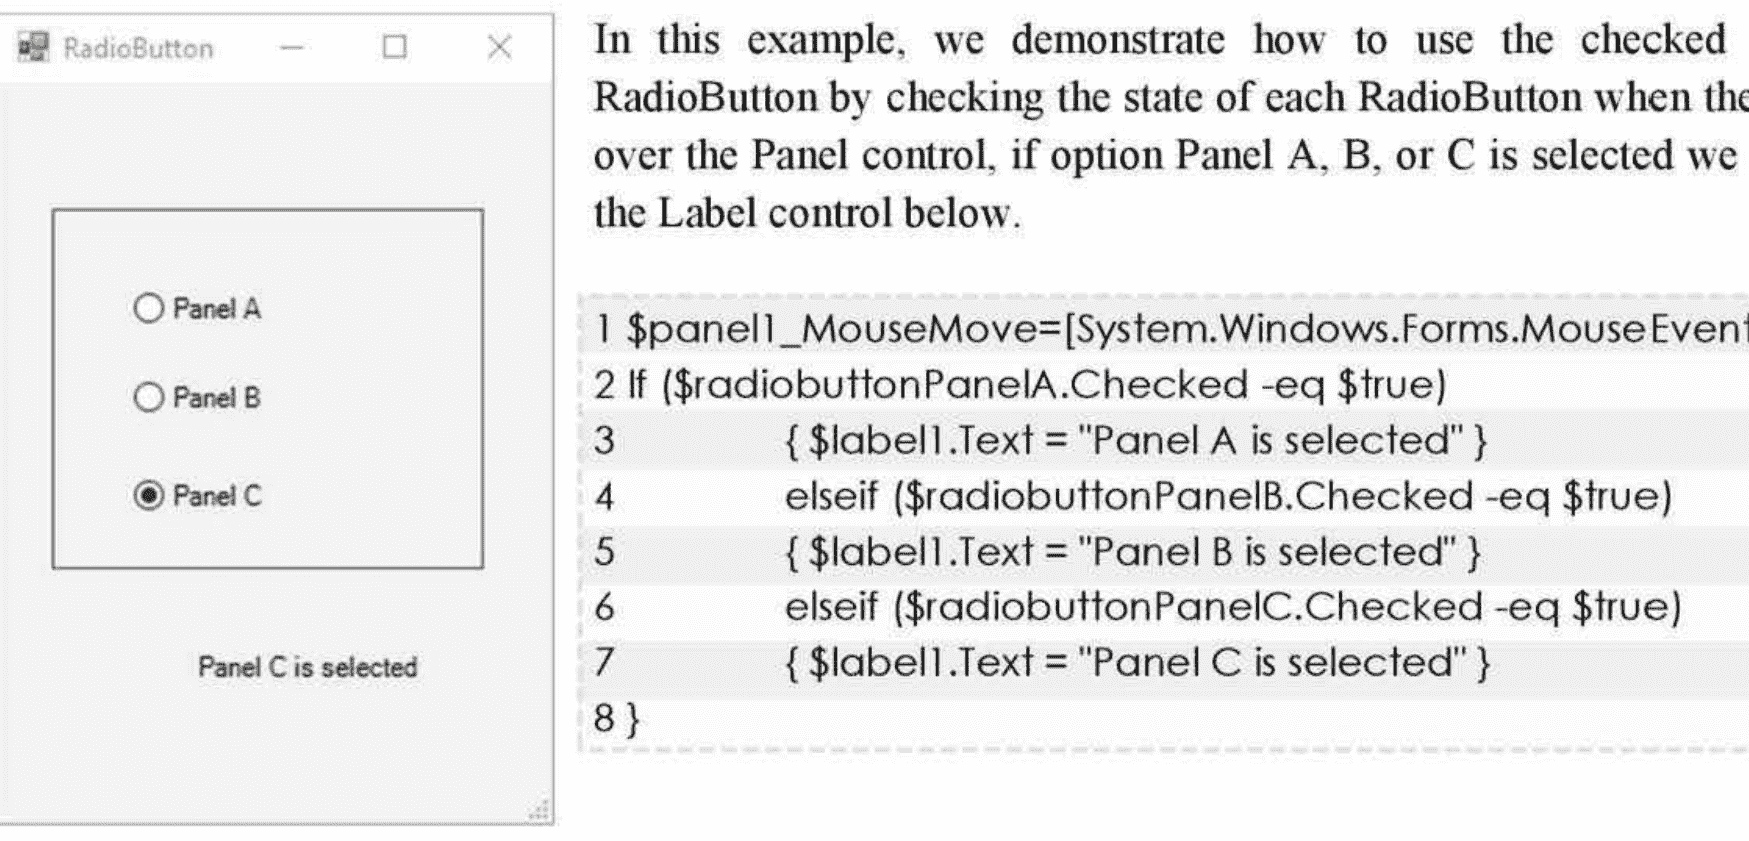 RadioButton
Panel A
Panel B
Panel C
Panel C is selected
In this example, we demonstrate how to use the checked
RadioButton by checking the state of each RadioButton when the
over the Panel control, if option Panel A, B, or C is selected we
the Label control below.
1 $panel1_MouseMove=[System.Windows.Forms.MouseEvent
2 If ($radiobuttonPanelA.Checked -eq $true)
3 { $label1.Text = "Panel A is selected" }
4 elseif ($radiobuttonPanelB.Checked -eq $true)
5 { $label1.Text = "Panel B is selected" }
6 elseif ($radiobuttonPanelC.Checked -eq $true)
7 { $label1.Text = "Panel C is selected" }
8 }